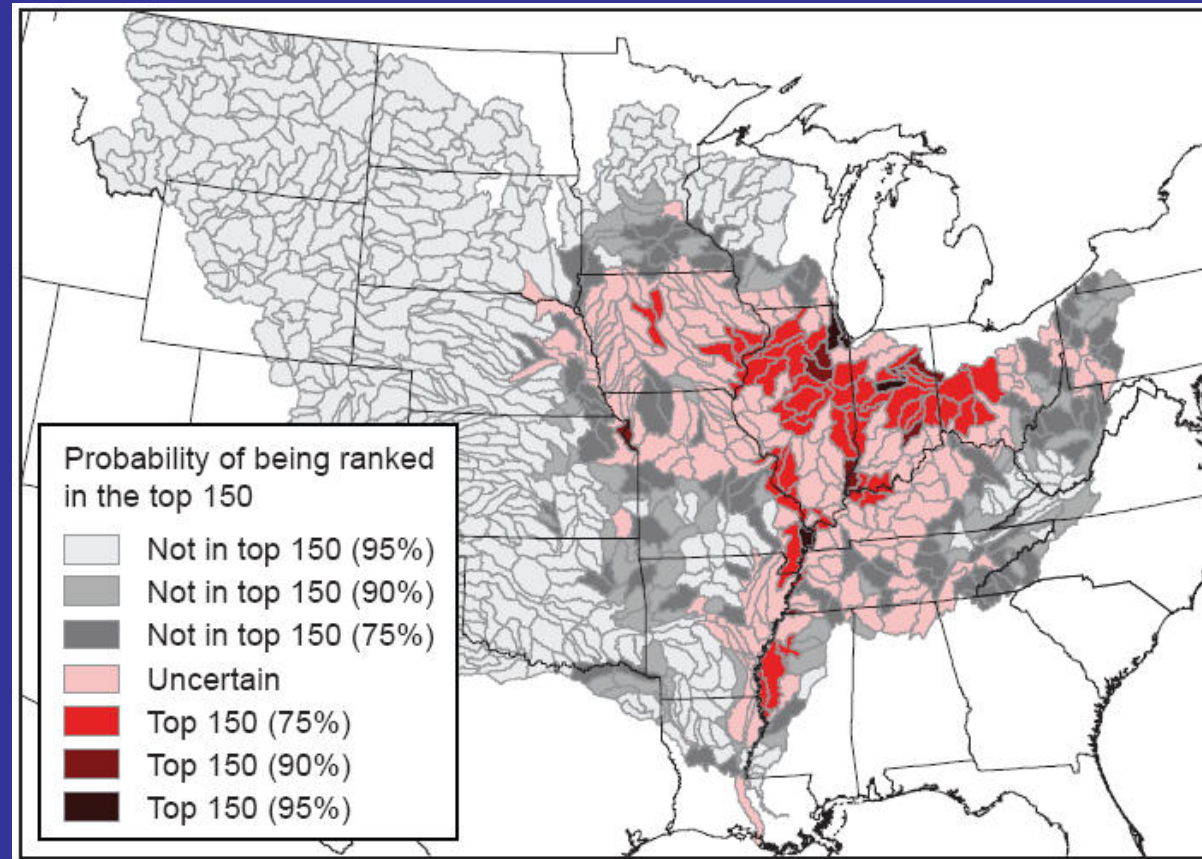 Probability of being ranked
in the top 150
Not in top 150 (95%)
Not in top 150 (90%)
Not in top 150 (75%)
Uncertain
Top 150 (75%)
Top 150 (90%)
Top 150 (95%)